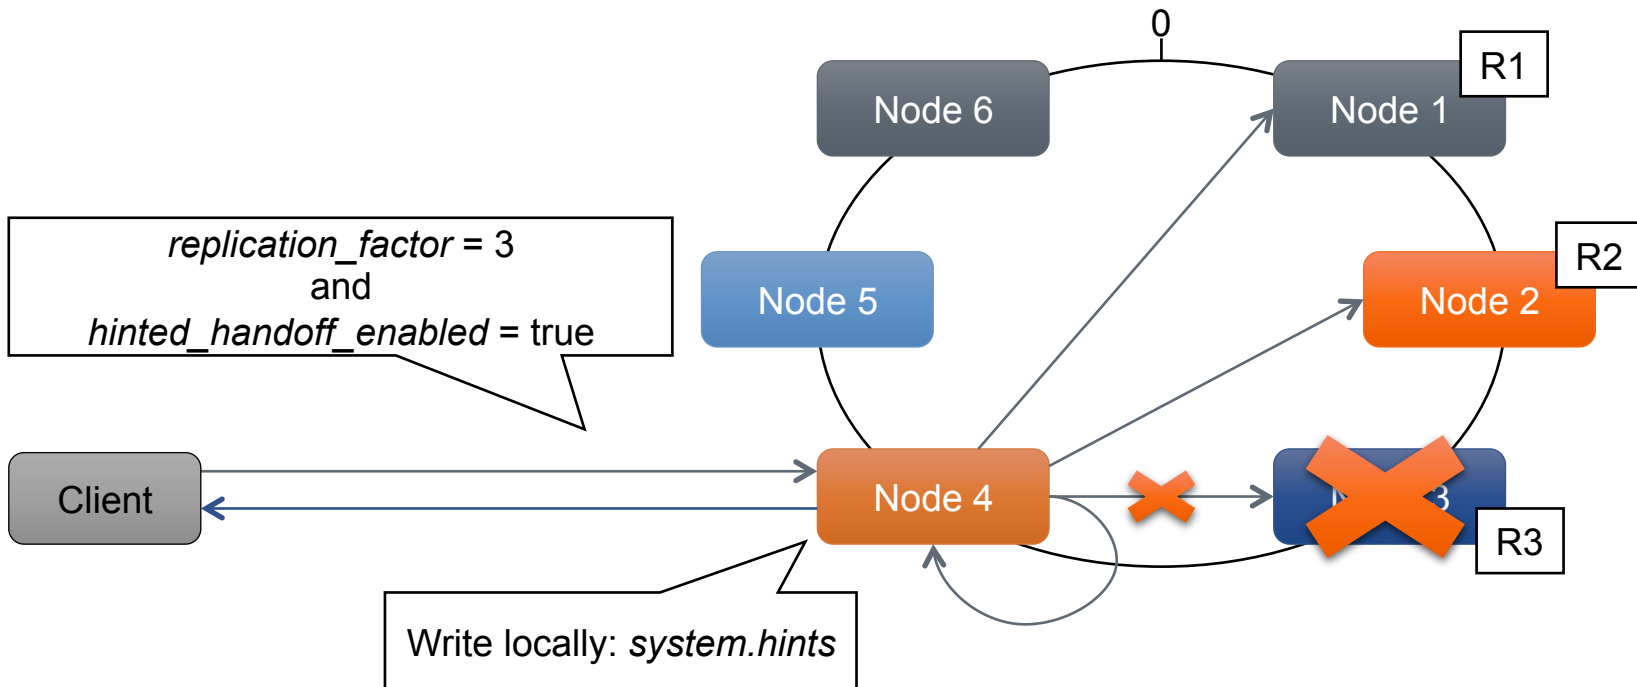 0
R1
Node 6
Node 1
replication_factor = 3
and
hinted_handoff_enabled = true
R2
Node 5
Node 2
Client
Node 4
3
R3
Write locally: system.hints